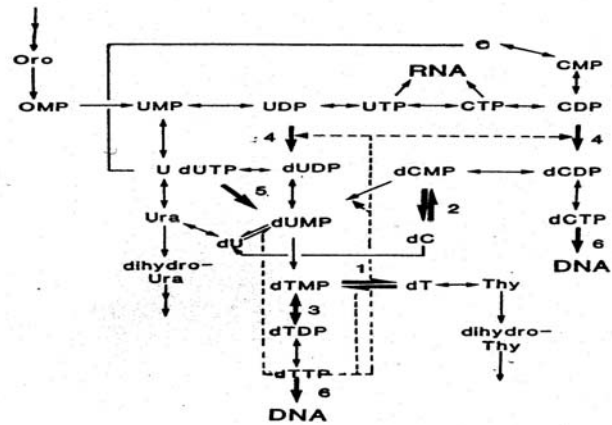 Oro
C
CMP
RNA
OMP UMP UDP UTP CTP CDP
4 4
U dUTP dUDP dCMP dCDP
5
2
Ura dUMP dCTP
dU dC 6
dihydro-
Ura
DNA
1
dTMP dT Thy
3
dTDP dihydro-
Thy
dTTP
6
DNA